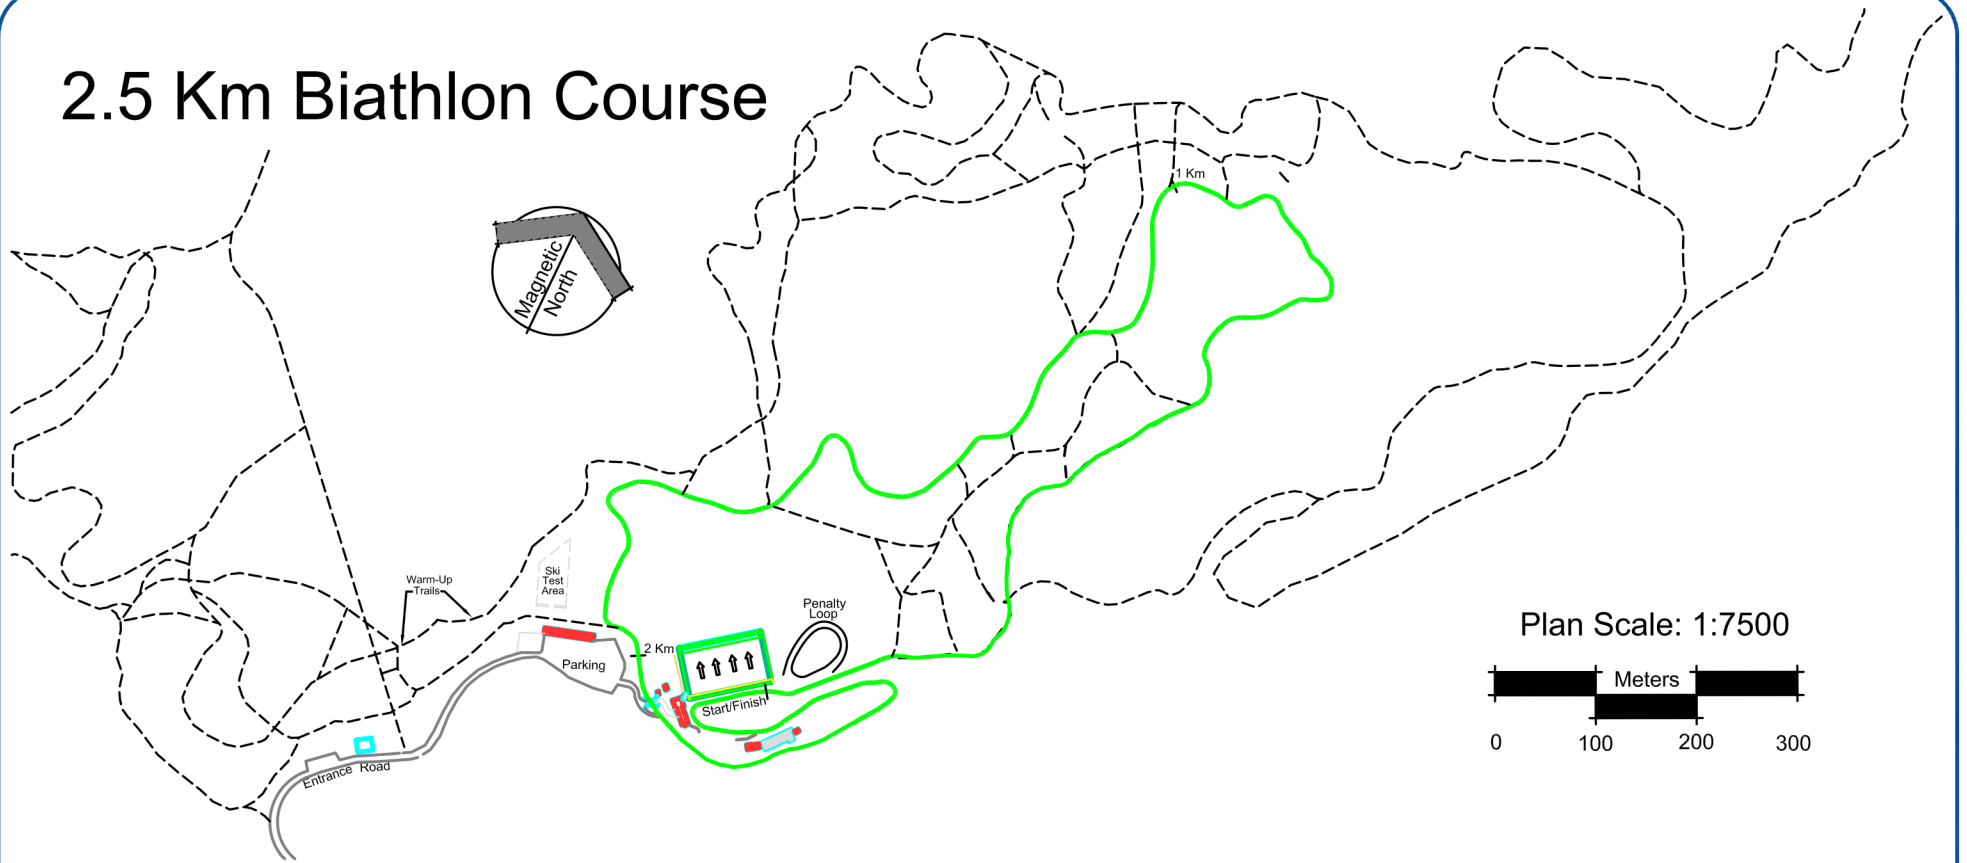 2.5 Km Biathlon Course
1 Km
Magnetic
North
Warm-Up
Trails
Ski
Test
Area
Penalty
Loop
Plan Scale: 1:7500
2 Km
Parking
Meters
Start/Finish
0 100 200 300
Entrance Road